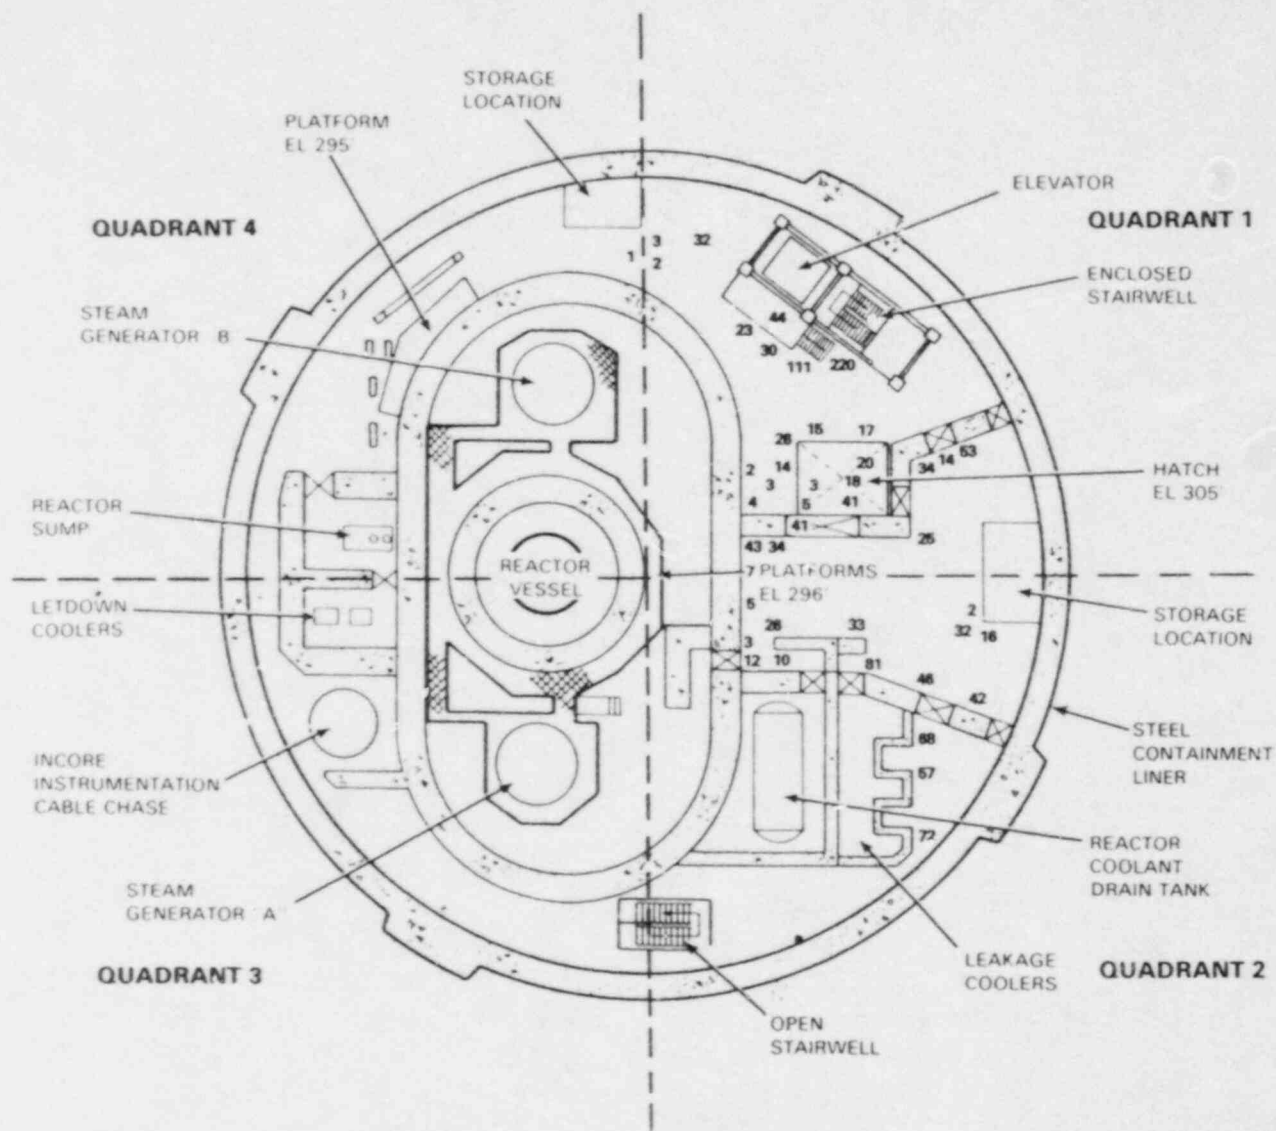 STORAGE
LOCATION
PLATFORM
EL 295'
ELEVATOR
QUADRANT 4
QUADRANT 1
3 32
1
2
ENCLOSED
STAIRWELL
STEAM
GENERATOR B
44
23
30
111 220
15 17
26
53
14
34
20
2 14
3 3 18
HATCH
EL 305'
4 5 41
REACTOR
SUMP
41
43 34
25
REACTOR
VESSEL
7 PLATFORMS
EL 296'
LETDOWN
COOLERS
5
2
STORAGE
LOCATION
26 33
32 16
3
12 10 81
46
42
STEEL
CONTAINMENT
LINER
68
INCORE
INSTRUMENTATION
CABLE CHASE
57
72
REACTOR
COOLANT
DRAIN TANK
STEAM
GENERATOR A
LEAKAGE
COOLERS
QUADRANT 3
QUADRANT 2
OPEN
STAIRWELL